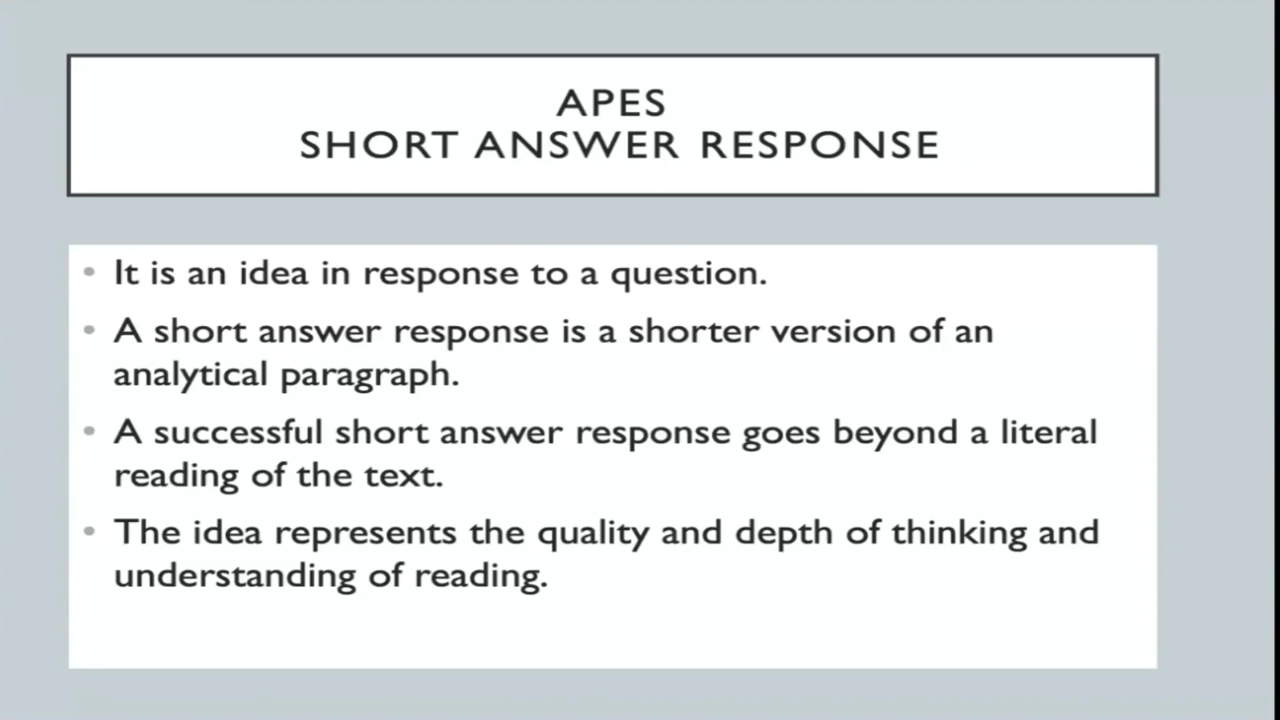 APES
SHORT ANSWER RESPONSE
• It is an idea in response to a question.
• A short answer response is a shorter version of an
analytical paragraph.
• A successful short answer response goes beyond a literal
reading of the text.
• The idea represents the quality and depth of thinking and
understanding of reading.